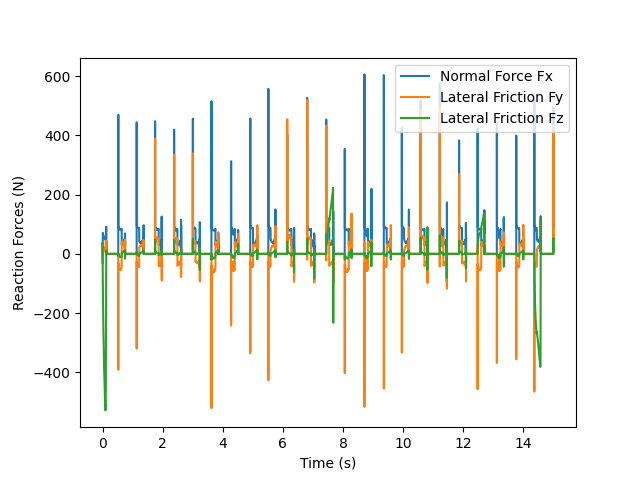 Normal Force Fx
Lateral Friction Fy
Lateral Friction Fz
600
400
200
0
−200
−400
Reaction Forces (N)
0 2 4 6 8 10 12 14
Time (s)